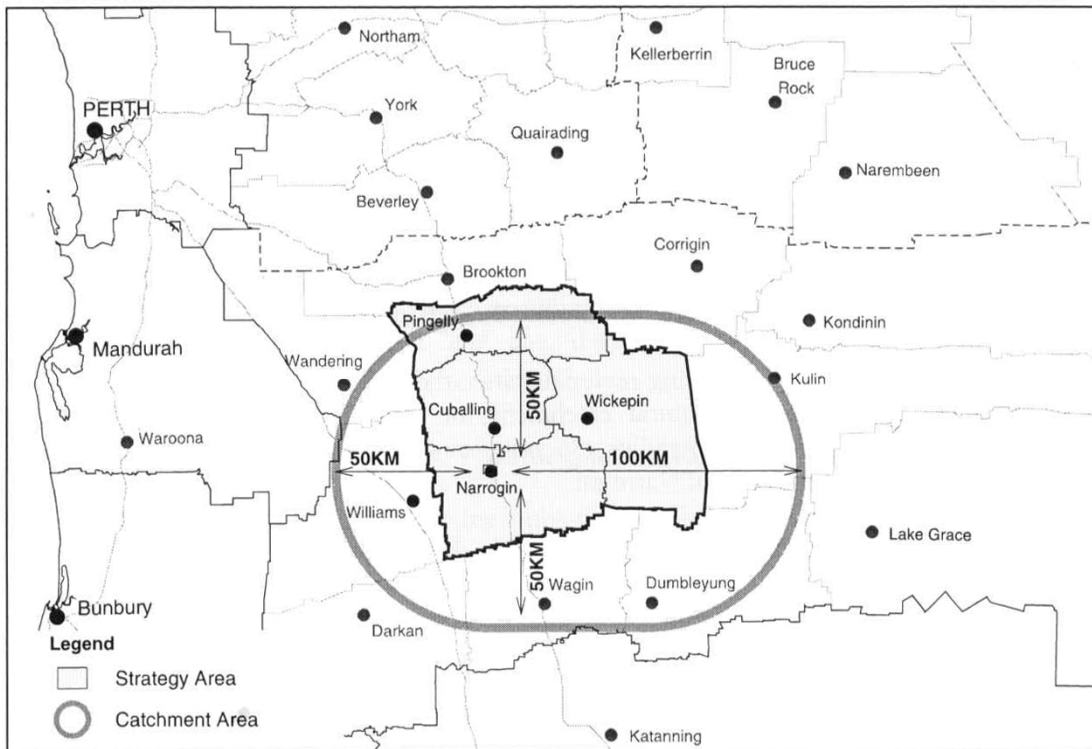 Northam
Kellerberrin
Bruce
Rock
PERTH
York
Quairading
Narembeen
Beverley
Corrigin
Brookton
Pingelly
Kondinin
Mandurah
Wandering
Kulin
50KM
Cuballing
Wickepin
Waroona
50KM
100KM
Narrogin
Williams
Lake Grace
50KM
Wagin
Dumbleyung
Bunbury
Darkan
Legend
Strategy Area
Catchment Area
Katanning